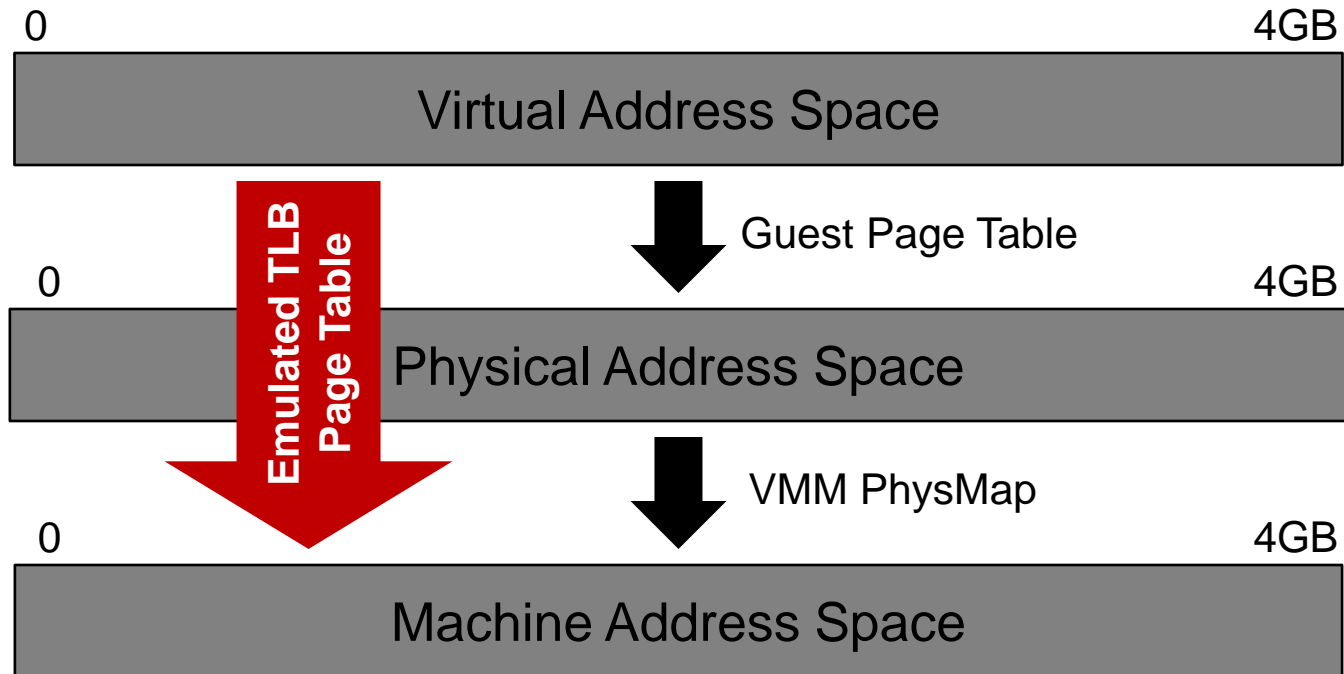 0 4GB
Virtual Address Space
Emulated TLB
Page Table
Guest Page Table
0 4GB
Physical Address Space
VMM PhysMap
0 4GB
Machine Address Space